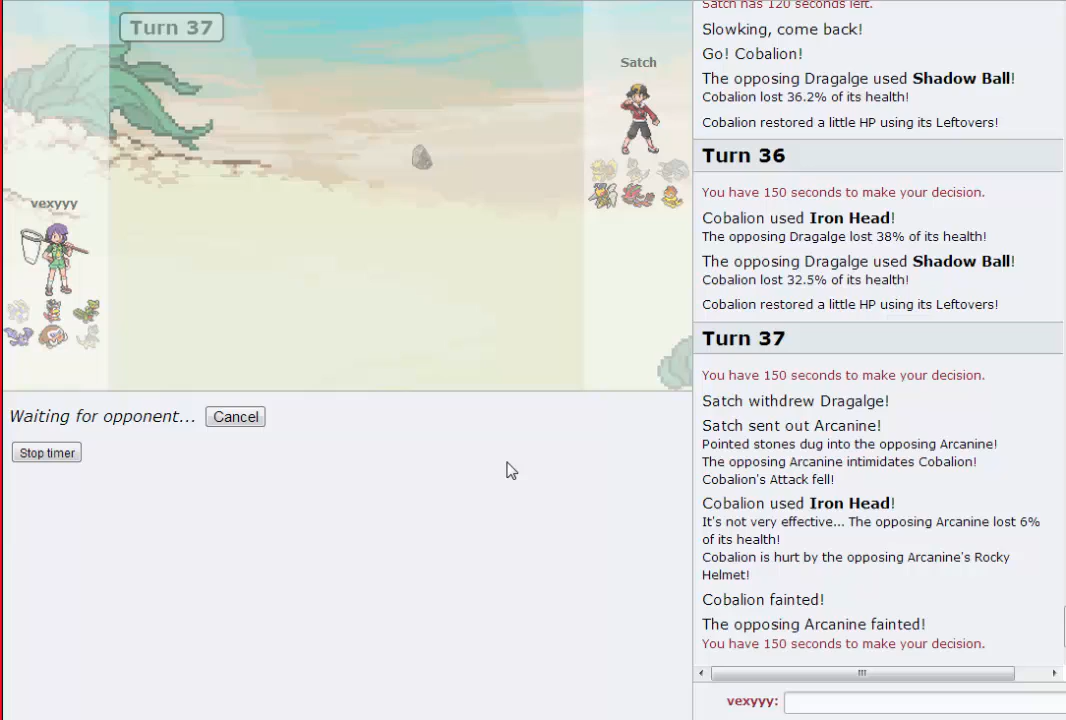 Turn 37
Satch
vexyyy
Waiting for opponent... Cancel
Stop timer
Satch has 120 seconds left.
Slowking, come back!
Go! Cobalion!
The opposing Dragalge used Shadow Ball!
Cobalion lost 36.2% of its health!
Cobalion restored a little HP using its Leftovers!
Turn 36
You have 150 seconds to make your decision.
Cobalion used Iron Head!
The opposing Dragalge lost 38% of its health!
The opposing Dragalge used Shadow Ball!
Cobalion lost 32.5% of its health!
Cobalion restored a little HP using its Leftovers!
Turn 37
You have 150 seconds to make your decision.
Satch withdrew Dragalge!
Satch sent out Arcanine!
Pointed stones dug into the opposing Arcanine!
The opposing Arcanine intimidates Cobalion!
Cobalion's Attack fell!
Cobalion used Iron Head!
It's not very effective... The opposing Arcanine lost 6%
of its health!
Cobalion is hurt by the opposing Arcanine's Rocky
Helmet!
Cobalion fainted!
The opposing Arcanine fainted!
You have 150 seconds to make your decision.
vexyyy: